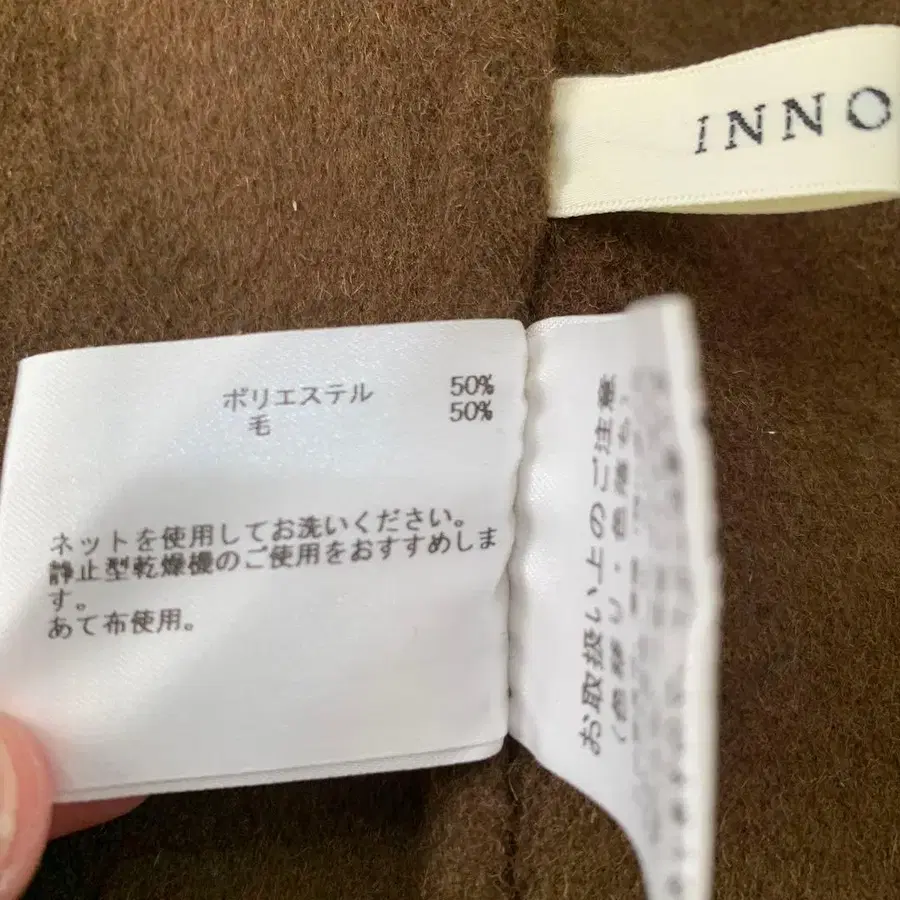 INNO
ポリエステル 50%
毛 50%
ネットを使用してお洗いください。
静止型乾燥機のご使用をおすすめしま
す。
あて布使用。
お取扱い上のご注意